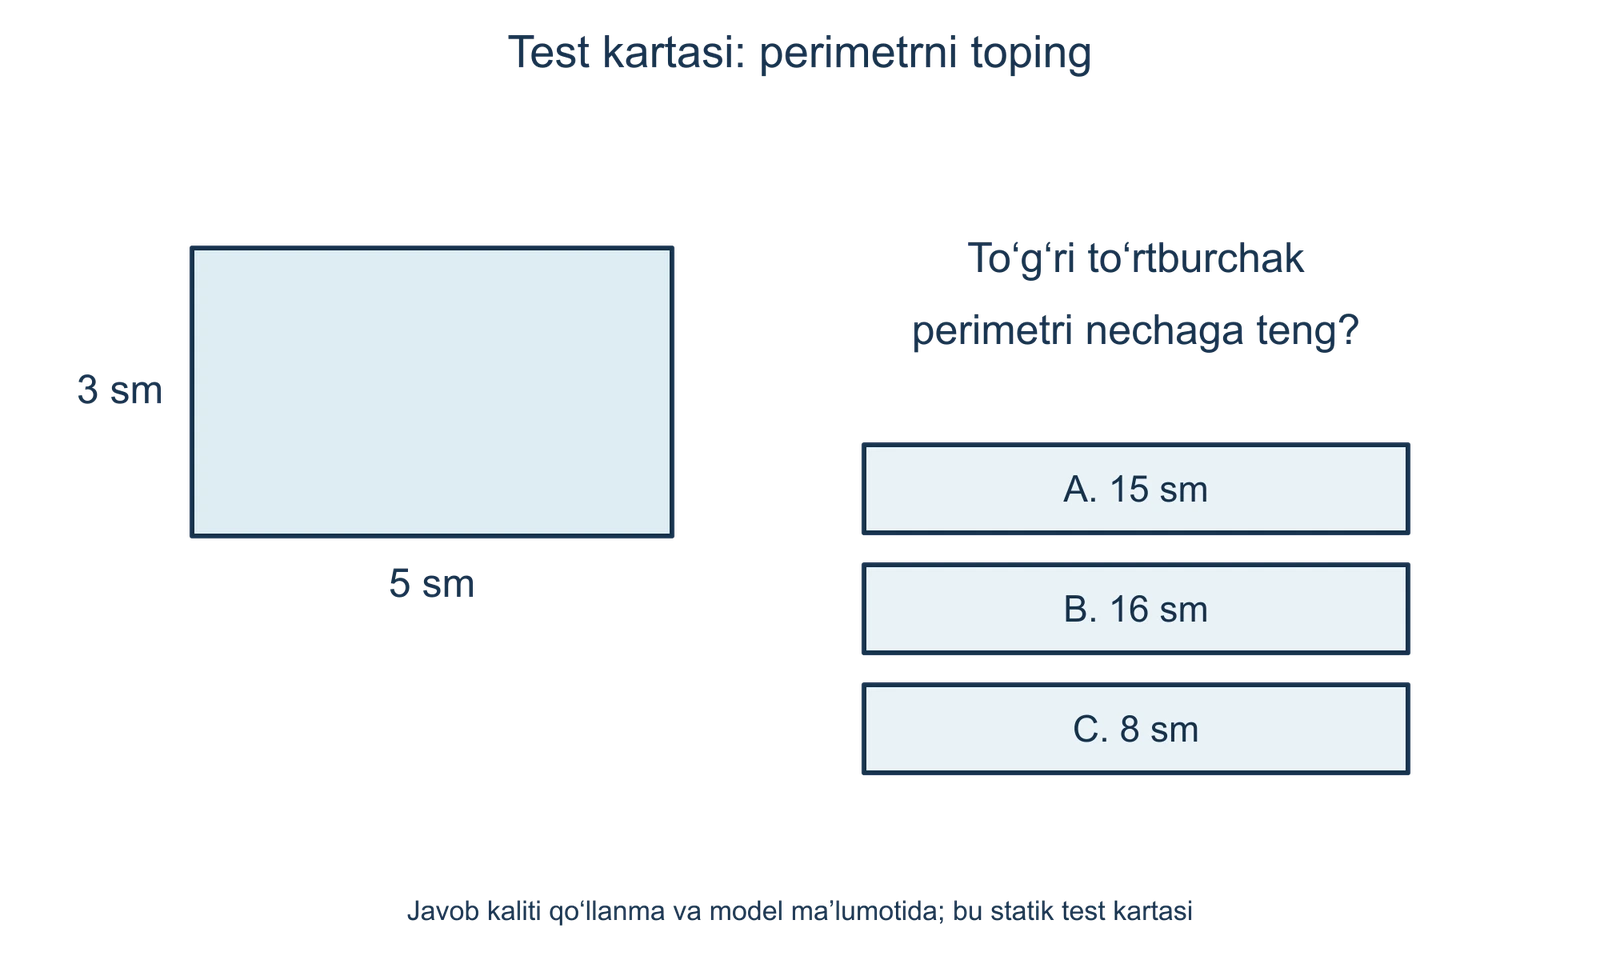 Test kartasi: perimetrni toping
3 sm
5 sm
To‘g‘ri to‘rtburchak
perimetri nechaga teng?
A. 15 sm
B. 16 sm
C. 8 sm
Javob kaliti qo‘llanma va model ma’lumotida; bu statik test kartasi